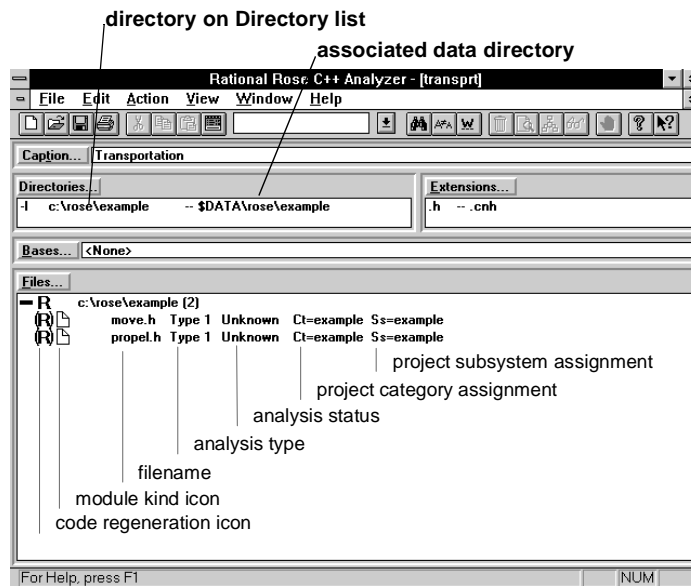 directory on Directory list
associated data directory
Rational Rose C++ Analyzer - [transprt]
File Edit Action View Window Help
Caption... Transportation
Directories... Extensions...
-I c:\rose\example -- $DATA\rose\example .h -- .cnh
Bases... <None>
Files...
R c:\rose\example (2)
(R) move.h Type 1 Unknown Ct=example Ss=example
(R) propel.h Type 1 Unknown Ct=example Ss=example
project subsystem assignment
project category assignment
analysis status
analysis type
filename
module kind icon
code regeneration icon
For Help, press F1 NUM